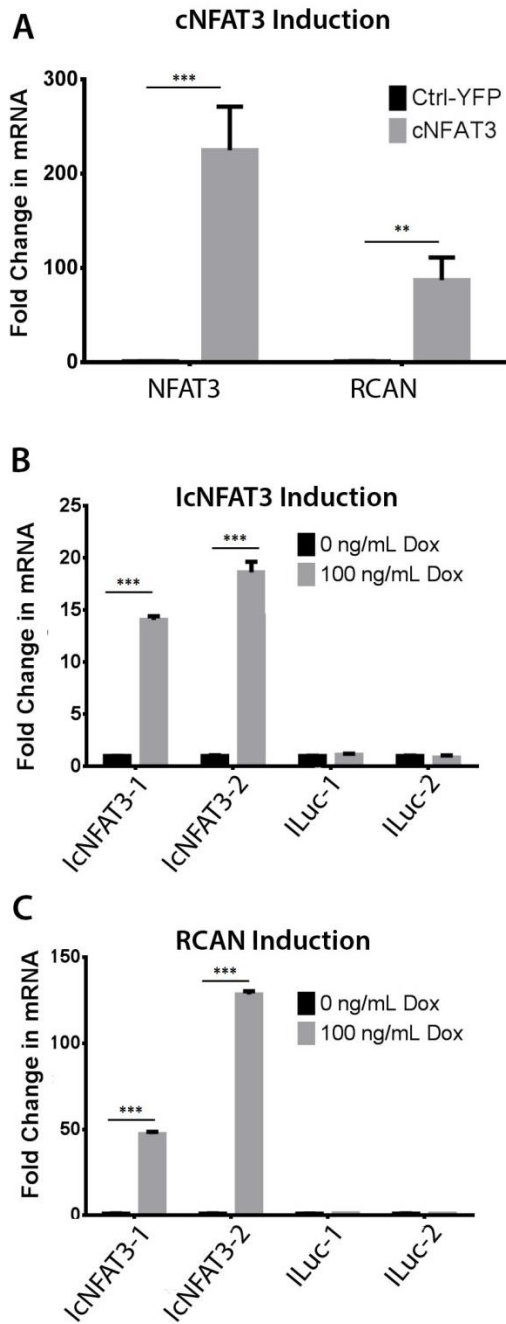 A
cNFAT3 Induction
Fold Change in mRNA
300
200
100
0
***
**
Ctrl-YFP
cNFAT3
NFAT3
RCAN
B
IcNFAT3 Induction
Fold Change in mRNA
25
20
15
10
5
0
***
***
0 ng/mL Dox
100 ng/mL Dox
IcNFAT3-1
IcNFAT3-2
ILuc-1
ILuc-2
C
RCAN Induction
Fold Change in mRNA
150
100
50
0
***
***
0 ng/mL Dox
100 ng/mL Dox
IcNFAT3-1
IcNFAT3-2
ILuc-1
ILuc-2